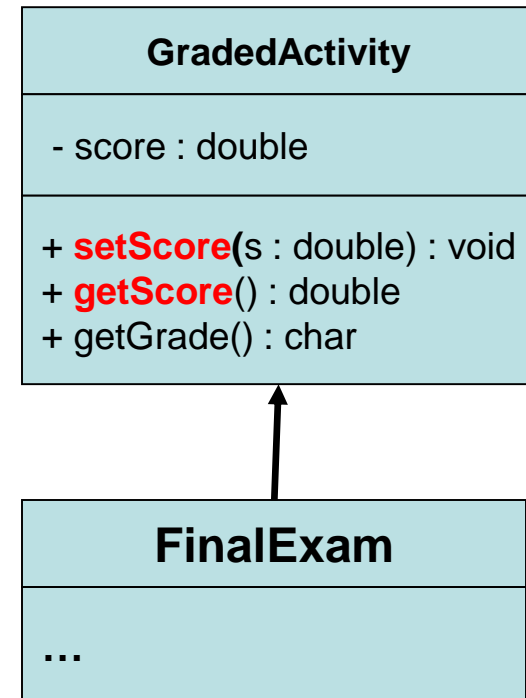 GradedActivity
- score : double
+ setScore(s : double) : void
+ getScore() : double
+ getGrade() : char
FinalExam
...